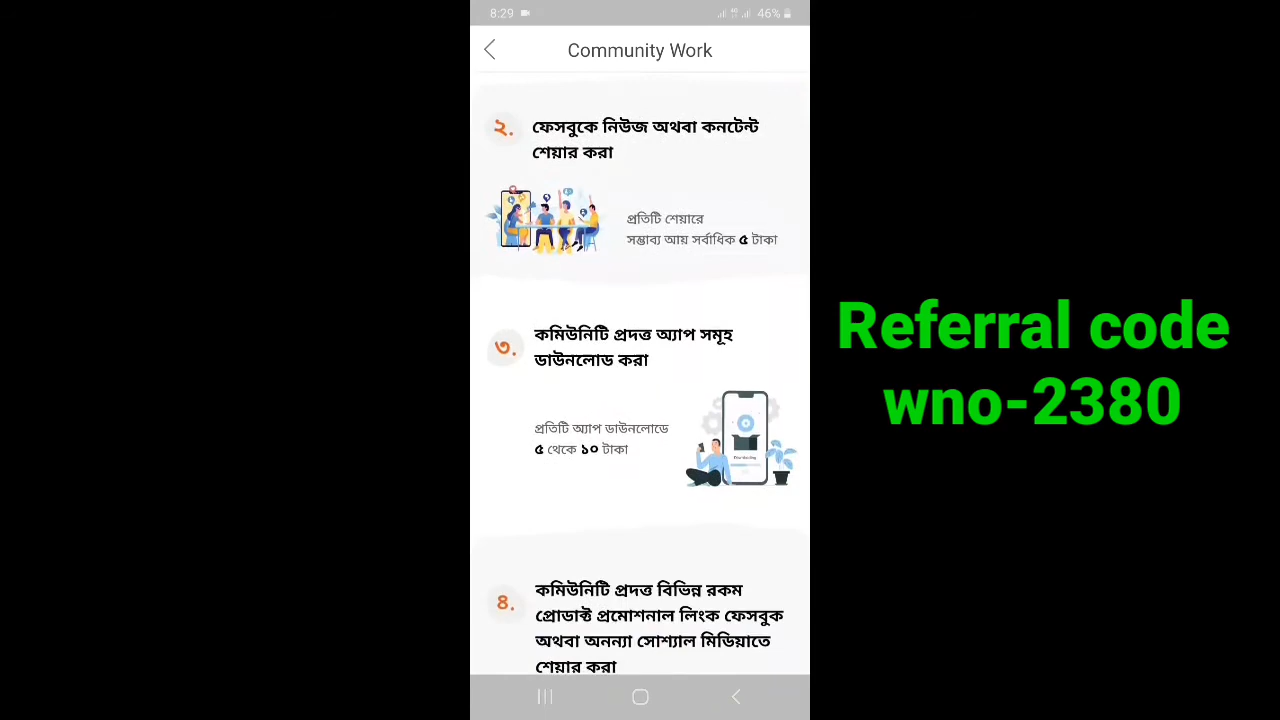 8:29
46%
Community Work
২.
ফেসবুকে নিউজ অথবা কনটেন্ট
শেয়ার করা
প্রতিটি শেয়ারে
সম্ভাব্য আয় সর্বাধিক ৫ টাকা
৩.
কমিউনিটি প্রদত্ত অ্যাপ সমূহ
ডাউনলোড করা
প্রতিটি অ্যাপ ডাউনলোডে
৫ থেকে ১০ টাকা
৪.
কমিউনিটি প্রদত্ত বিভিন্ন রকম
প্রোডাক্ট প্রমোশনাল লিংক ফেসবুক
অথবা অনন্যা সোশ্যাল মিডিয়াতে
শেয়ার করা
Referral code
wno-2380